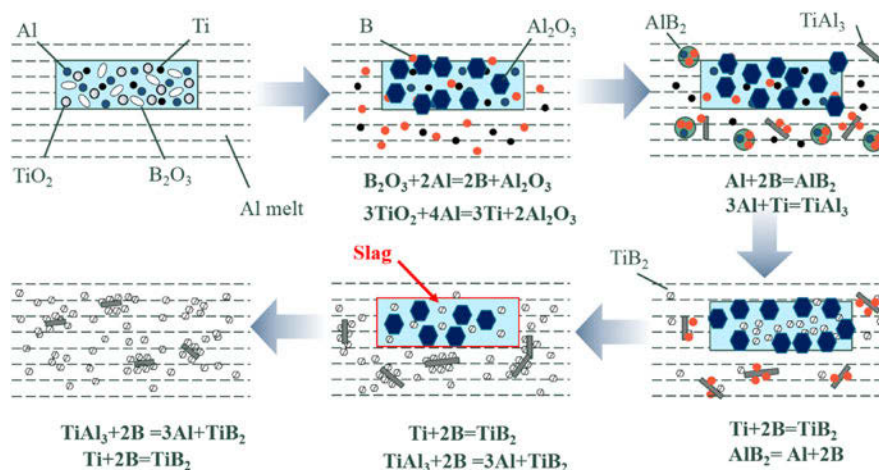 Al
Ti
TiO₂
B₂O₃
Al melt
B
Al₂O₃
B₂O₃+2Al=2B+Al₂O₃
3TiO₂+4Al=3Ti+2Al₂O₃
AlB₂
TiAl₃
Al+2B=AlB₂
3Al+Ti=TiAl₃
TiAl₃+2B =3Al+TiB₂
Ti+2B=TiB₂
Slag
Ti+2B=TiB₂
TiAl₃+2B =3Al+TiB₂
TiB₂
Ti+2B=TiB₂
AlB₂= Al+2B